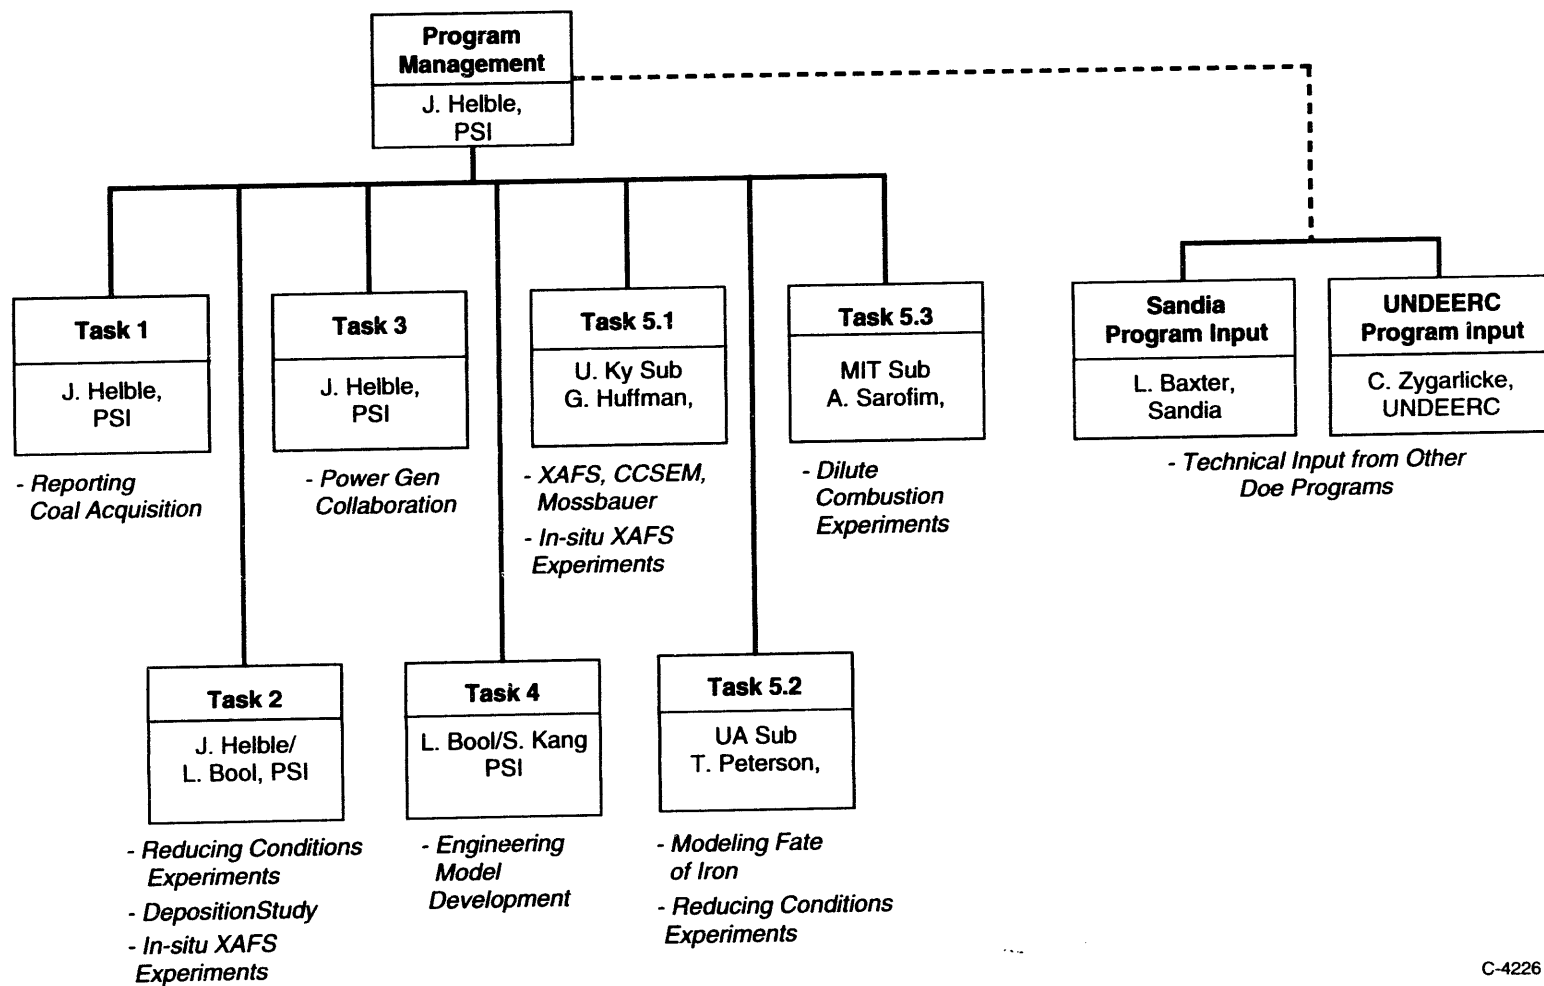 Program
Management
J. Helble,
PSI
Task 1
J. Helble,
PSI
- Reporting
Coal Acquisition
Task 3
J. Helble,
PSI
- Power Gen
Collaboration
Task 5.1
U. Ky Sub
G. Huffman,
- XAFS, CCSEM,
Mossbauer
- In-situ XAFS
Experiments
Task 5.3
MIT Sub
A. Sarofim,
- Dilute
Combustion
Experiments
Sandia
Program Input
L. Baxter,
Sandia
UNDEERC
Program input
C. Zygarlicke,
UNDEERC
- Technical Input from Other
Doe Programs
Task 2
J. Helble/
L. Bool, PSI
- Reducing Conditions
Experiments
- DepositionStudy
- In-situ XAFS
Experiments
Task 4
L. Bool/S. Kang
PSI
- Engineering
Model
Development
Task 5.2
UA Sub
T. Peterson,
- Modeling Fate
of Iron
- Reducing Conditions
Experiments
C-4226